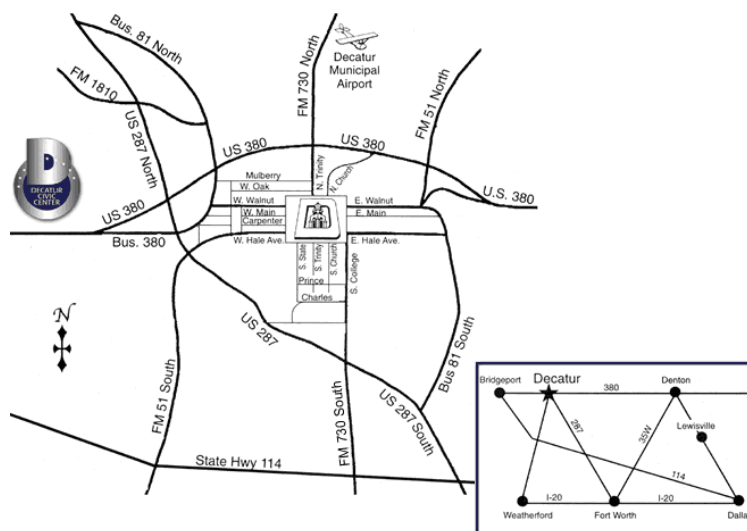 Bus. 81 North
FM 1810
US 287 North
FM 730 North
Decatur
Municipal
Airport
FM 51 North
US 380
US 380
US 380
U.S. 380
D
DECATUR
CIVIC
CENTER
Mulberry
W. Oak
N. Trinity
N. Church
W. Walnut
E. Walnut
W. Main
E. Main
Carpenter
Bus. 380
W. Hale Ave.
E. Hale Ave.
S. State
S. Trinity
S. Church
S. College
Prince
Charles
N
US 287
FM 51 South
FM 730 South
Bus 81 South
US 287 South
State Hwy 114
Bridgeport
Decatur
380
Denton
287
35W
Lewisville
114
I-20
I-20
Weatherford
Fort Worth
Dalla